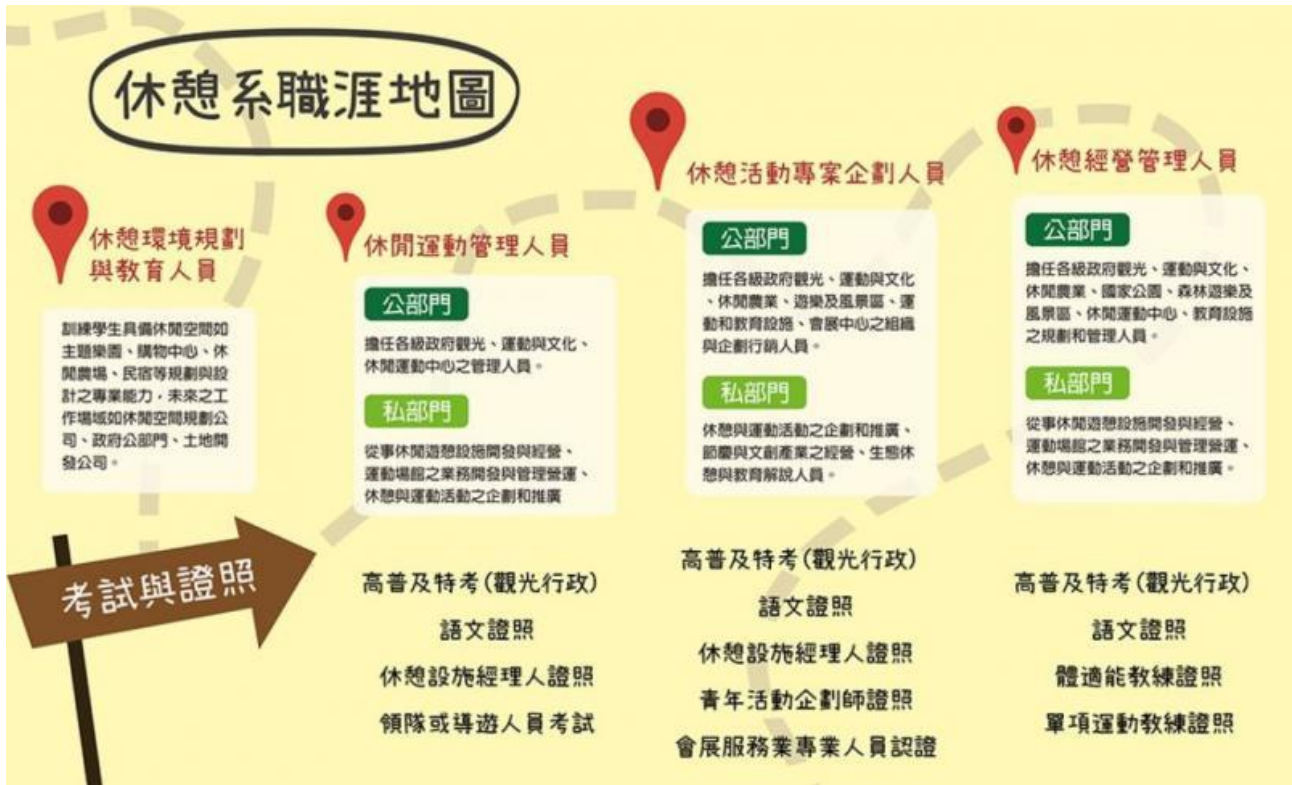 休憩系職涯地圖
休憩環境規劃
與教育人員
訓練學生具備休閒空間如
主題樂園、購物中心、休
閒農場、民宿等規劃與設
計之專業能力,未來之工
作場域如休閒空間規劃公
司、政府公部門、土地開
發公司。
休閒運動管理人員
公部門
擔任各級政府觀光、運動與文化、
休閒運動中心之管理人員。
私部門
從事休閒遊憩設施開發與經營、
運動場館之業務開發與管理營運、
休憩與運動活動之企劃和推廣
休憩活動專案企劃人員
公部門
擔任各級政府觀光、運動與文化
、休閒農業、遊樂及風景區、運
動和教育設施、會展中心之組織
與企劃行銷人員。
私部門
休憩與運動活動之企劃和推廣、
節慶與文創產業之經營、生態休
憩與教育解說人員。
休憩經營管理人員
公部門
擔任各級政府觀光、運動與文化、
休閒農業、國家公園、森林遊樂及
風景區、休閒運動中心、教育設施
之規劃和管理人員。
私部門
從事休閒遊憩設施開發與經營、
運動場館之業務開發與管理營運、
休憩與運動活動之企劃和推廣。
考試與證照
高普及特考(觀光行政)
語文證照
休憩設施經理人證照
領隊或導遊人員考試
高普及特考(觀光行政)
語文證照
休憩設施經理人證照
青年活動企劃師證照
會展服務業專業人員認證
高普及特考(觀光行政)
語文證照
體適能教練證照
單項運動教練證照